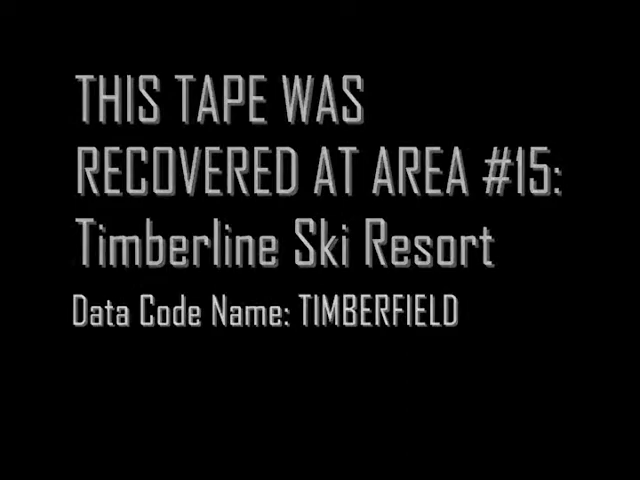 THIS TAPE WAS
RECOVERED AT AREA #15:
Timberline Ski Resort
Data Code Name: TIMBERFIELD